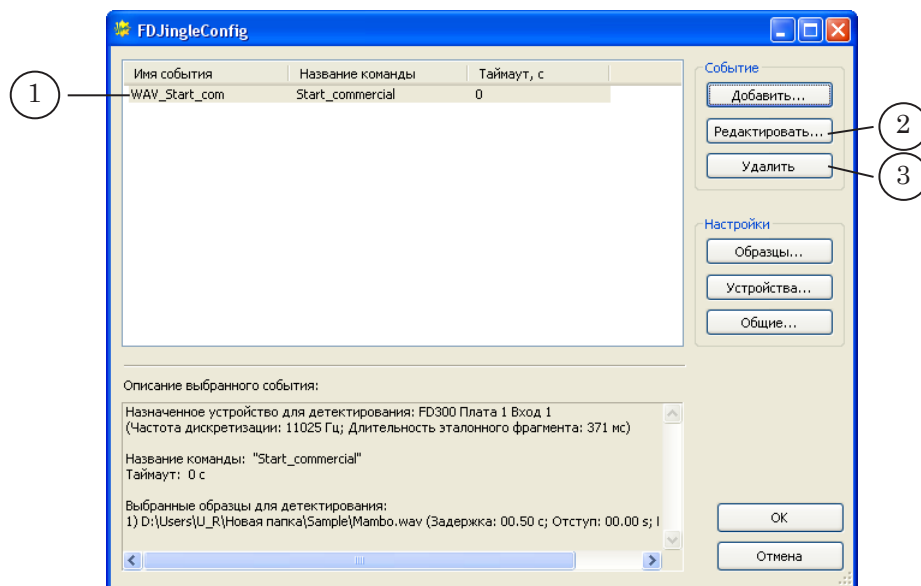 FDJingleConfig
Имя события Название команды Таймаут, с
1 WAV_Start_com Start_commercial 0
Событие
Добавить...
Редактировать... 2
Удалить 3
Настройки
Образцы...
Устройства...
Общие...
Описание выбранного события:
Назначенное устройство для детектирования: FD300 Плата 1 Вход 1
(Частота дискретизации: 11025 Гц; Длительность эталонного фрагмента: 371 мс)
Название команды: "Start_commercial"
Таймаут: 0 с
Выбранные образцы для детектирования:
1) D:\Users\U_R\Новая папка\Sample\Mambo.wav (Задержка: 00.50 с; Отступ: 00.00 s;
OK
Отмена